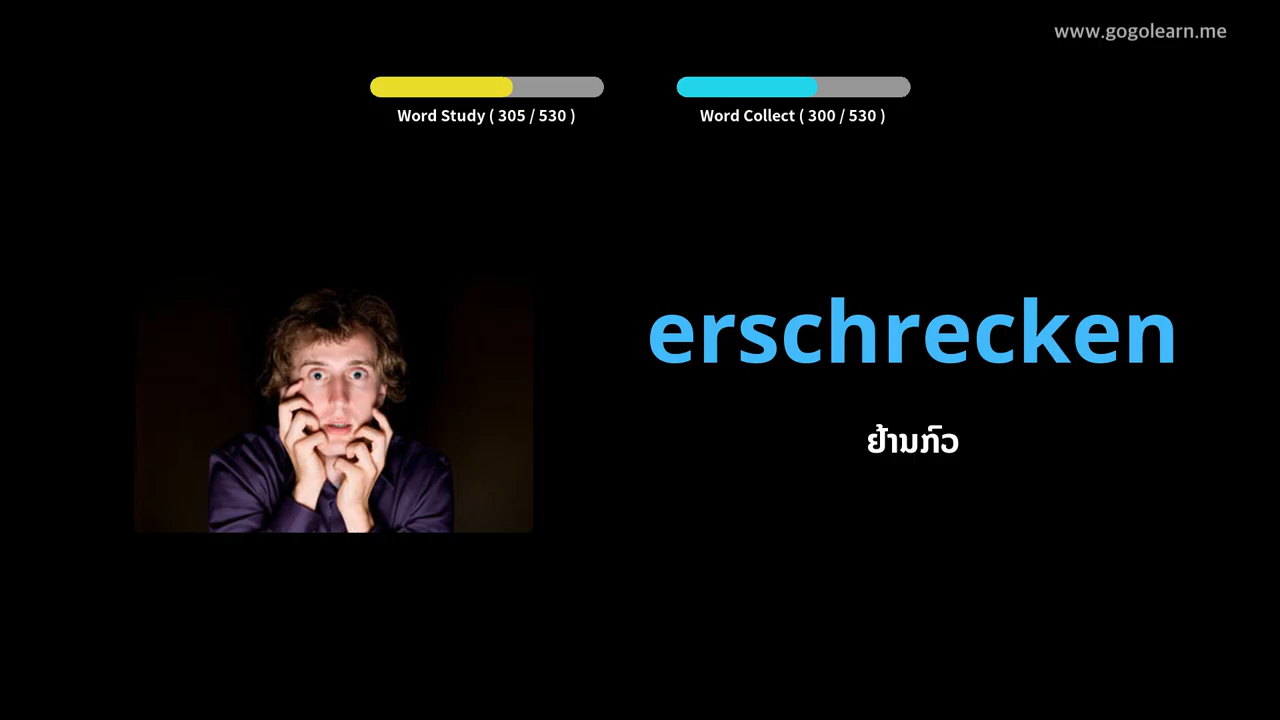 www.gogolearn.me
Word Study ( 305 / 530 )
Word Collect ( 300 / 530 )
erschrecken
ຢ້ານກົວ